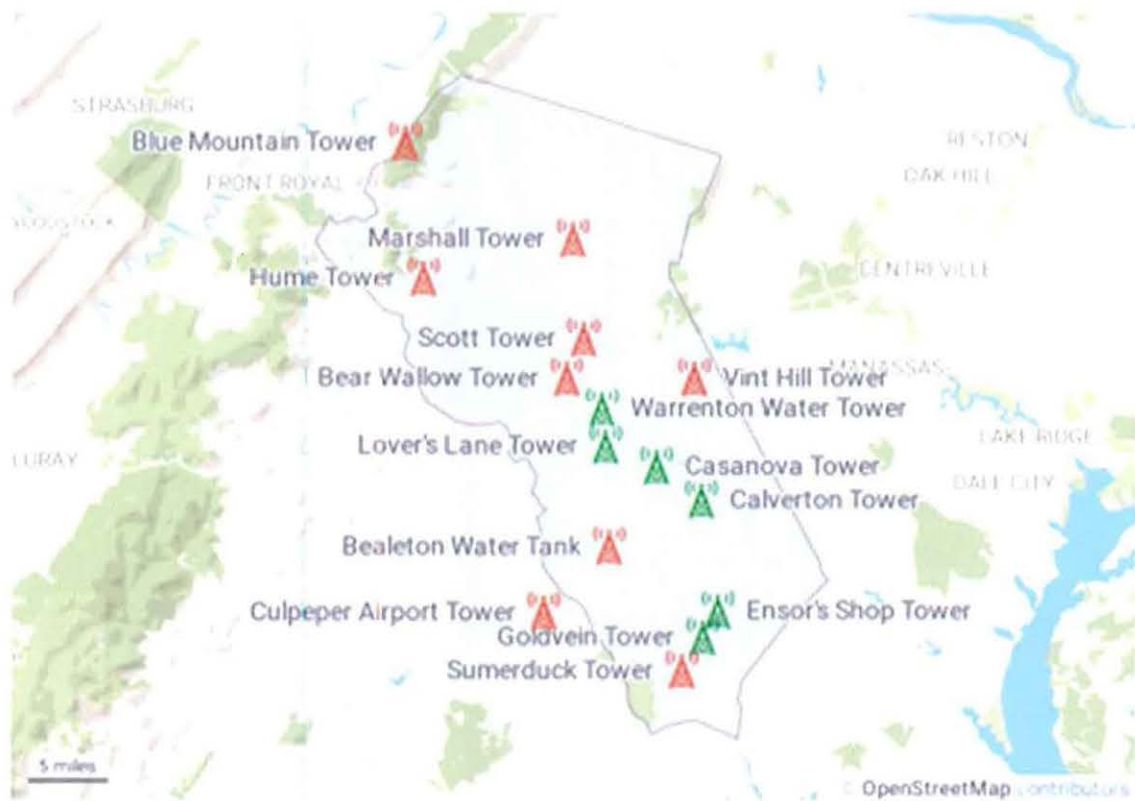 STRASBURG
Blue Mountain Tower
RESTON
OAK HILL
FRONT ROYAL
Marshall Tower
CENTREVILLE
Hume Tower
Scott Tower
MANASSAS
Bear Wallow Tower
Vint Hill Tower
Warrenton Water Tower
LAKE RIDGE
Lover's Lane Tower
LURAY
Casanova Tower
DALE CITY
Calverton Tower
Bealeton Water Tank
Culpeper Airport Tower
Ensor's Shop Tower
Goldvein Tower
Sumerduck Tower
5 miles
© OpenStreetMap contributors